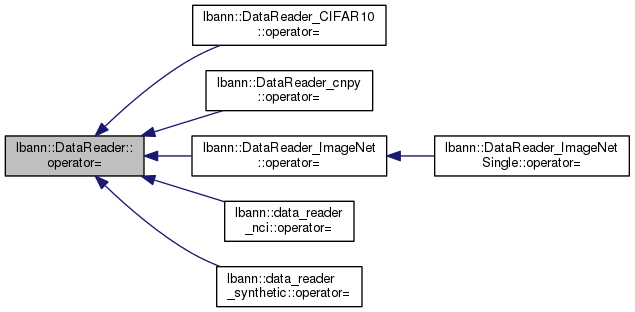 lbann::DataReader_CIFAR10
::operator=
lbann::DataReader_cnpy
::operator=
lbann::DataReader::
operator=
lbann::DataReader_ImageNet
::operator=
lbann::DataReader_ImageNet
Single::operator=
lbann::data_reader
_nci::operator=
lbann::data_reader
_synthetic::operator=